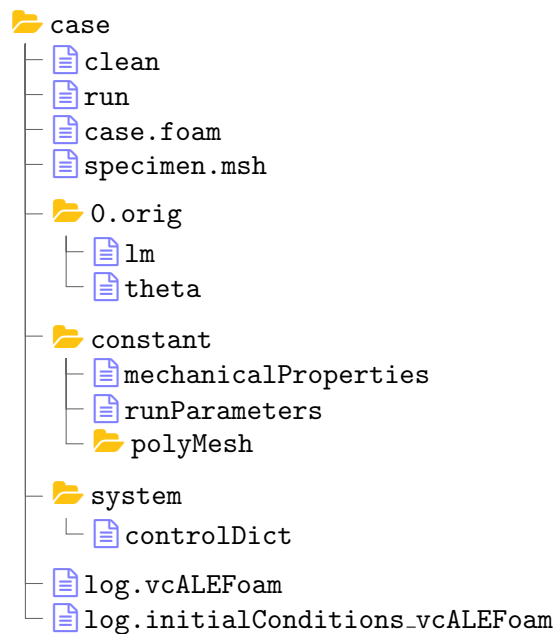 case
clean
run
case.foam
specimen.msh
0.orig
lm
theta
constant
mechanicalProperties
runParameters
polyMesh
system
controlDict
log.vcALEFoam
log.initialConditions_vcALEFoam